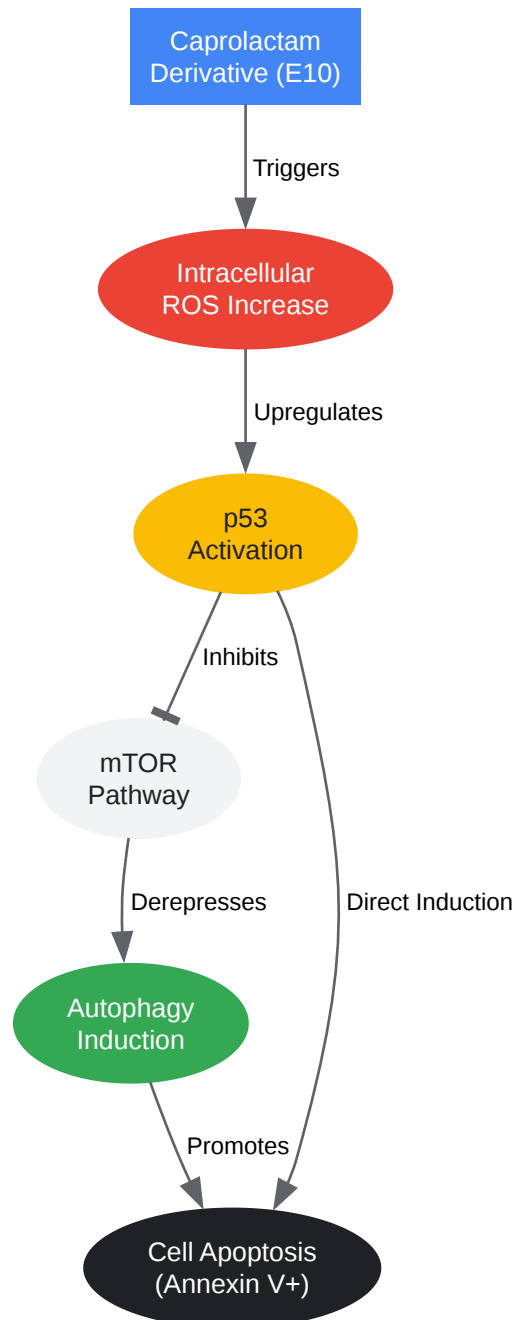 Caprolactam
Derivative (E10)
Triggers
Intracellular
ROS Increase
Upregulates
p53
Activation
Inhibits
mTOR
Pathway
Derepresses
Direct Induction
Autophagy
Induction
Promotes
Cell Apoptosis
(Annexin V+)